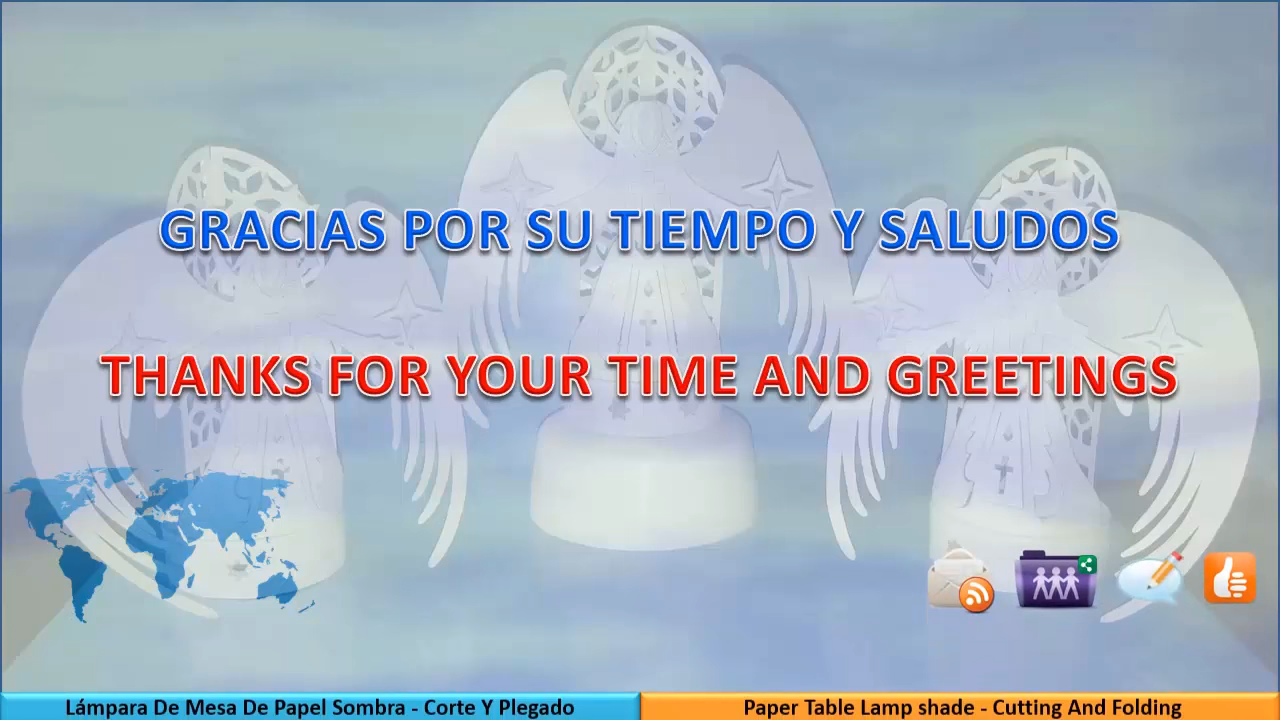 GRACIAS POR SU TIEMPO Y SALUDOS
THANKS FOR YOUR TIME AND GREETINGS
Lámpara De Mesa De Papel Sombra - Corte Y Plegado
Paper Table Lamp shade - Cutting And Folding